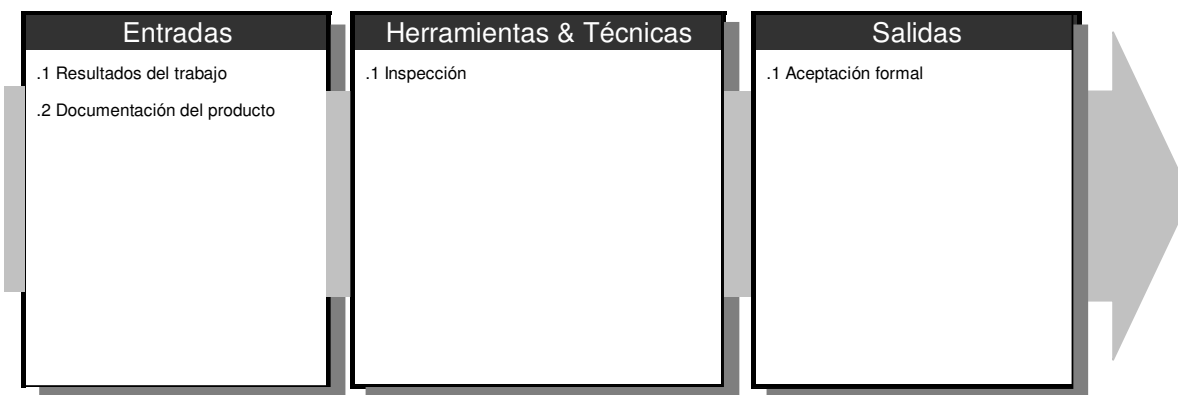 Entradas
.1 Resultados del trabajo
.2 Documentación del producto
Herramientas & Técnicas
.1 Inspección
Salidas
.1 Aceptación formal